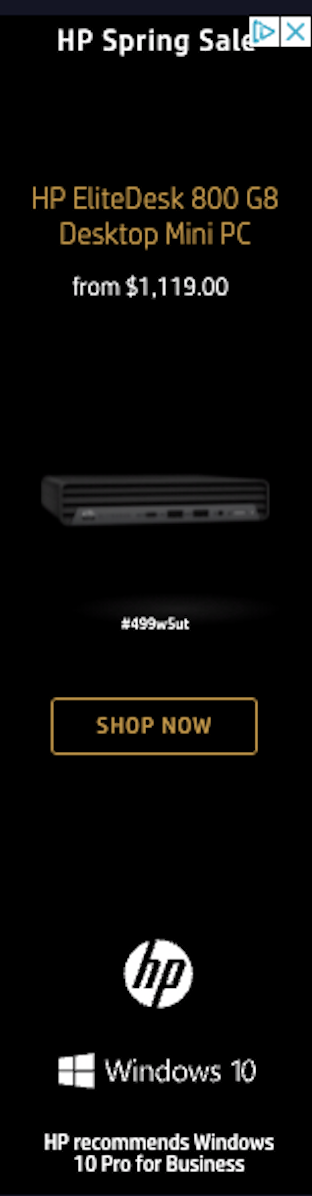 HP Spring Sale
HP EliteDesk 800 G8
Desktop Mini PC
from $1,119.00
#499w5ut
SHOP NOW
hp
Windows 10
HP recommends Windows
10 Pro for Business